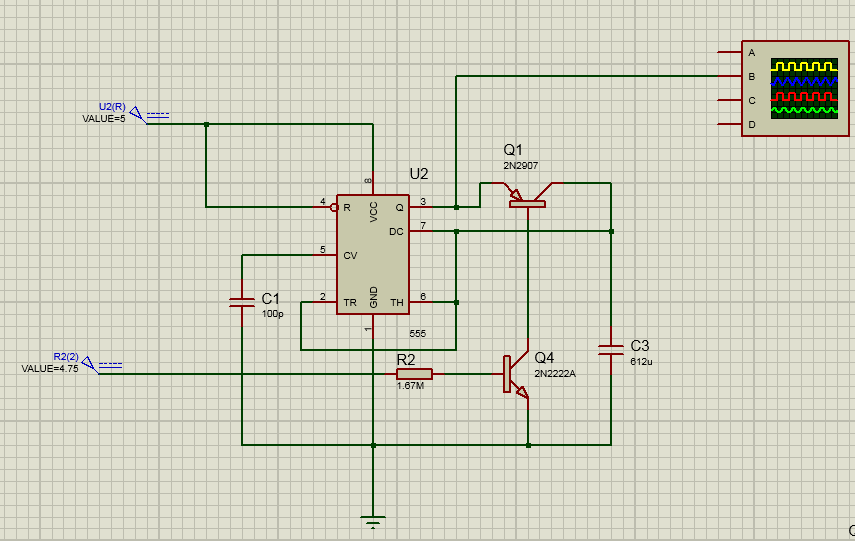 A
B
C
D
U2(R)
VALUE=5
Q1
2N2907
U2
8
4
R
VCC
Q
3
DC
7
5
CV
C1
100p
2
TR
GND
TH
6
1
555
R2(2)
VALUE=4.75
R2
1.67M
Q4
2N2222A
C3
612u